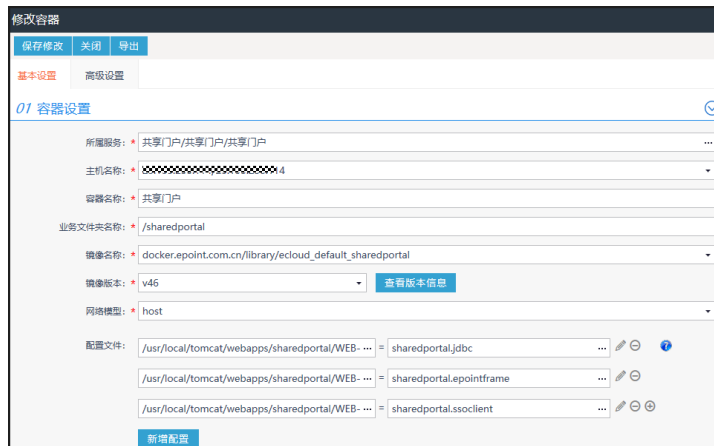 修改容器
保存修改 关闭 导出
基本设置 高级设置
01 容器设置
所属服务: * 共享门户/共享门户/共享门户 ...
主机名称: * 14
容器名称: * 共享门户
业务文件夹名称: * /sharedportal
镜像名称: * docker.epoint.com.cn/library/ecloud_default_sharedportal
镜像版本: * v46 查看版本信息
网络模型: * host
配置文件: /usr/local/tomcat/webapps/sharedportal/WEB- ... = sharedportal.jdbc ...
/usr/local/tomcat/webapps/sharedportal/WEB- ... = sharedportal.epointframe ...
/usr/local/tomcat/webapps/sharedportal/WEB- ... = sharedportal.ssoclient ...
新增配置